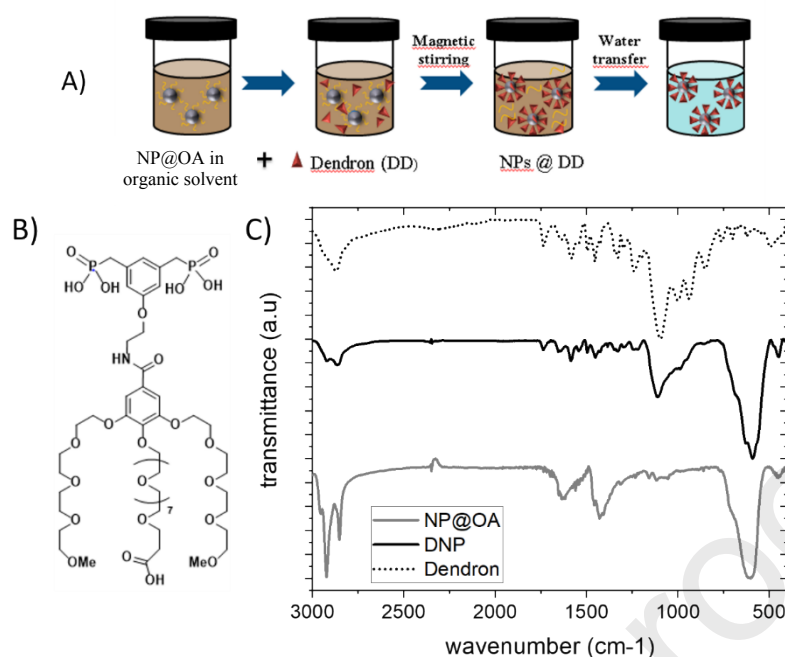 Magnetic
stirring
Water
transfer
A)
NP@OA in
organic solvent
+
Dendron (DD)
NPs @ DD
B)
C)
O
P
HO
OH
O
P
HO
OH
O
HN
O
O
O
O
O
O
O
O
O
O
O
O
7
O
OMe
O
OH
MeO
transmittance (a.u)
NP@OA
DNP
Dendron
3000
2500
2000
1500
1000
500
wavenumber (cm-1)